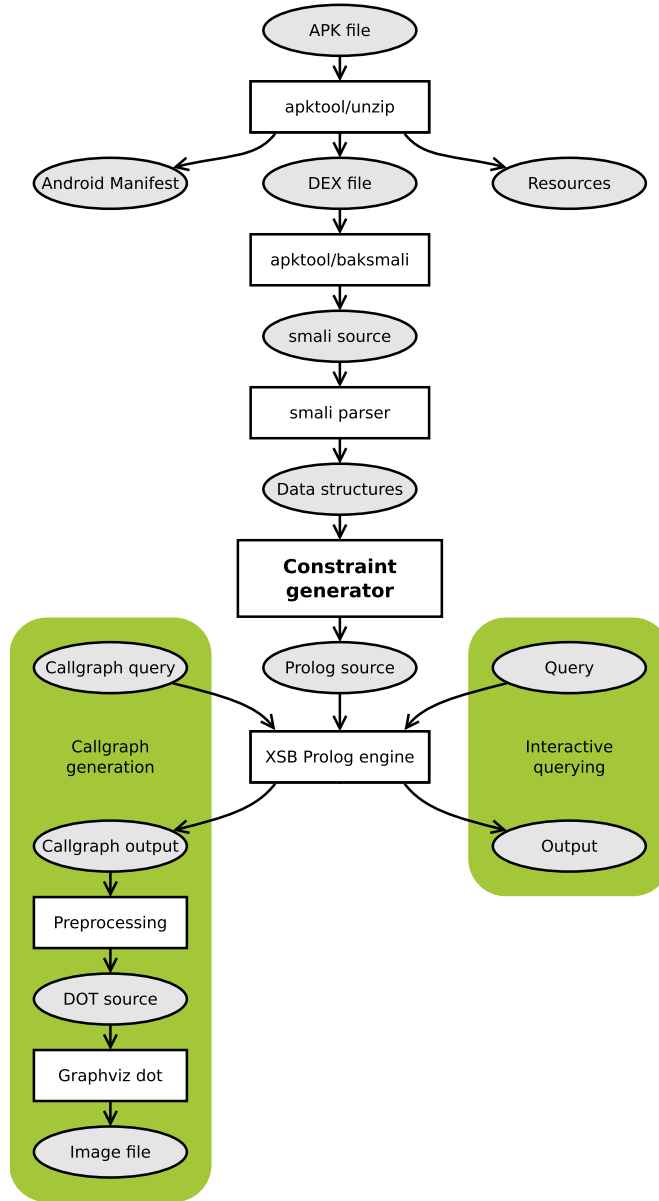 APK file
apktool/unzip
Android Manifest
DEX file
Resources
apktool/baksmali
smali source
smali parser
Data structures
Constraint
generator
Callgraph query
Prolog source
Query
Callgraph
generation
XSB Prolog engine
Interactive
querying
Callgraph output
Output
Preprocessing
DOT source
Graphviz dot
Image file